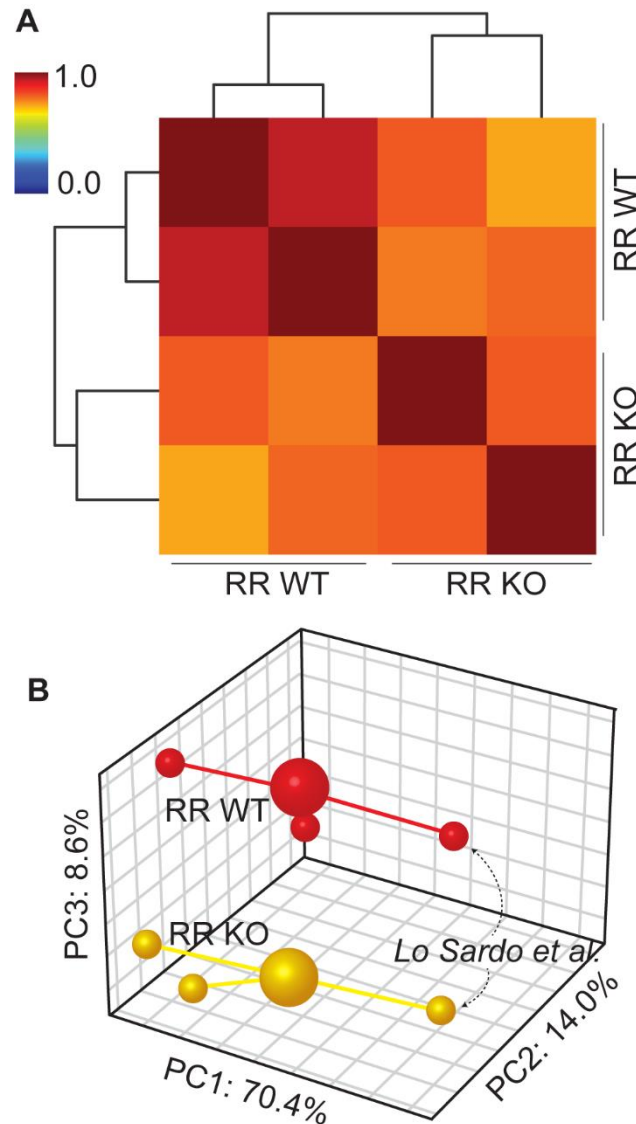 A
1.0
0.0
RR WT
RR KO
RR WT
RR KO
B
RR WT
RR KO
Lo Sardo et al.
PC3: 8.6%
PC1: 70.4%
PC2: 14.0%